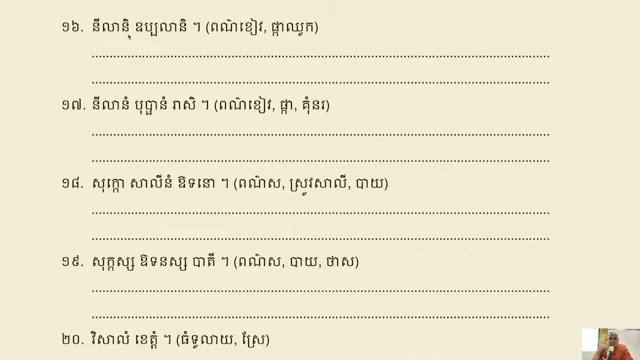 ១៦. នីលានិ ឧប្បលានិ ។ (ពណ៌ខៀវ, ផ្កាឈូក)
១៧. នីលានំ បុប្ផានំ រាសិ ។ (ពណ៌ខៀវ, ផ្កា, គុំនរ)
១៨. សុក្កោ សាលីនំ ឱទនោ ។ (ពណ៌ស, ស្រូវសាលី, បាយ)
១៩. សុក្កស្ស ឱទនស្ស បាតី ។ (ពណ៌ស, បាយ, ថាស)
២០. វិសាលំ ខេត្តំ ។ (ធំទូលាយ, ស្រែ)